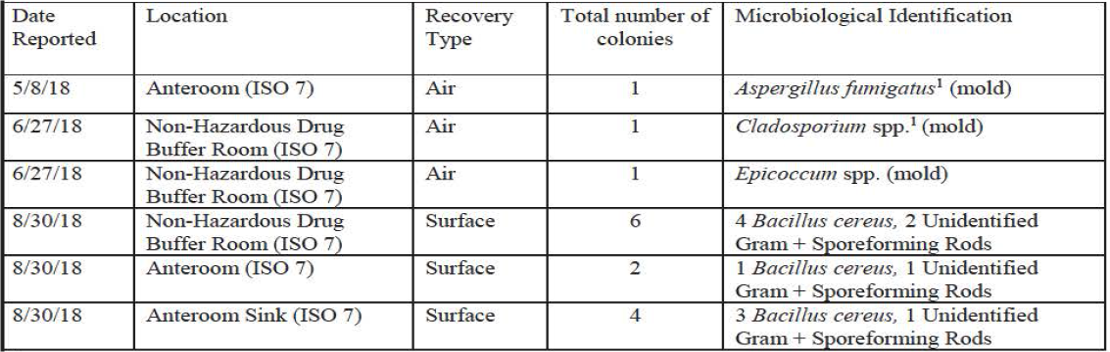 Date Reported | Location | Recovery Type | Total number of colonies | Microbiological Identification
5/8/18 | Anteroom (ISO 7) | Air | 1 | Aspergillus fumigatus¹ (mold)
6/27/18 | Non-Hazardous Drug Buffer Room (ISO 7) | Air | 1 | Cladosporium spp.¹ (mold)
6/27/18 | Non-Hazardous Drug Buffer Room (ISO 7) | Air | 1 | Epicoccum spp. (mold)
8/30/18 | Non-Hazardous Drug Buffer Room (ISO 7) | Surface | 6 | 4 Bacillus cereus, 2 Unidentified Gram + Sporeforming Rods
8/30/18 | Anteroom (ISO 7) | Surface | 2 | 1 Bacillus cereus, 1 Unidentified Gram + Sporeforming Rods
8/30/18 | Anteroom Sink (ISO 7) | Surface | 4 | 3 Bacillus cereus, 1 Unidentified Gram + Sporeforming Rods